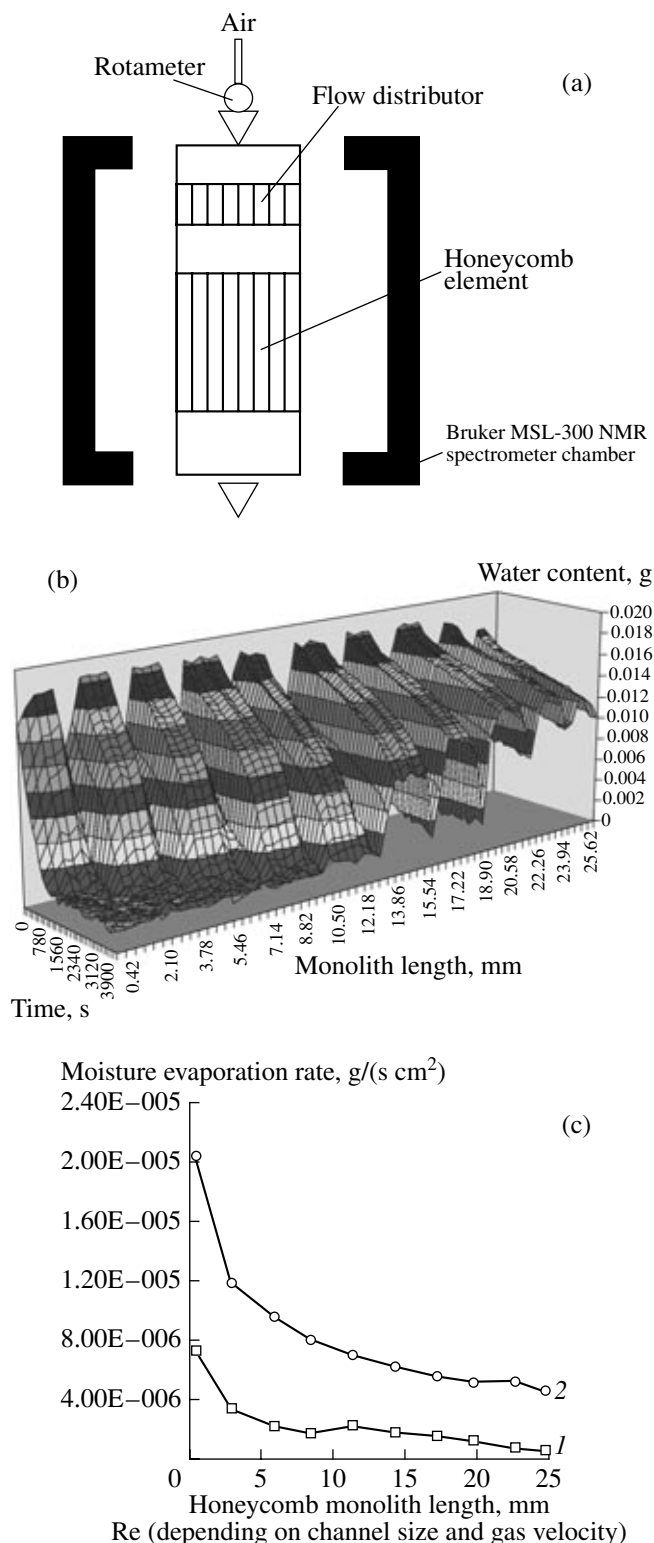 Air
Rotameter
(a)
Flow distributor
Honeycomb
element
Bruker MSL-300 NMR
spectrometer chamber
(b)
Water content, g
0.020
0.018
0.016
0.014
0.012
0.010
0.008
0.006
0.004
0.002
0
0
780
1560
2340
3120
3900
Time, s
0.42
2.10
3.78
5.46
7.14
8.82
10.50
12.18
13.86
15.54
17.22
18.90
20.58
22.26
23.94
25.62
Monolith length, mm
Moisture evaporation rate, g/(s cm²)
(c)
2.40E–005
2.00E–005
1.60E–005
1.20E–005
8.00E–006
4.00E–006
2
1
0 5 10 15 20 25
Honeycomb monolith length, mm
Re (depending on channel size and gas velocity)